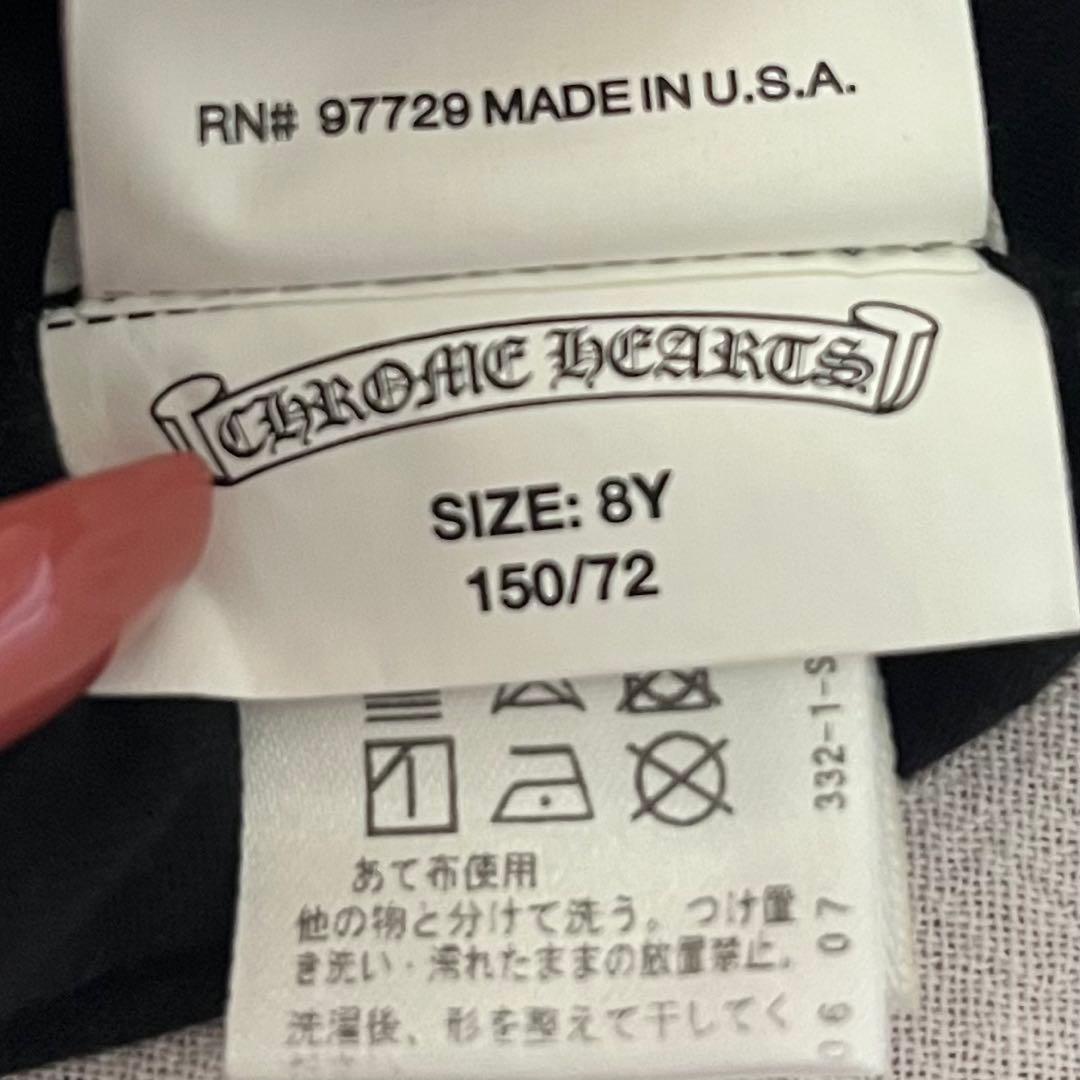 RN# 97729 MADE IN U.S.A.
CHROME HEARTS
SIZE: 8Y
150/72
あて布使用
他の物と分けて洗う。つけ置
き洗い・濡れたままの放置禁止。
洗濯後、形を整えて干してく
332-1-S
06 07